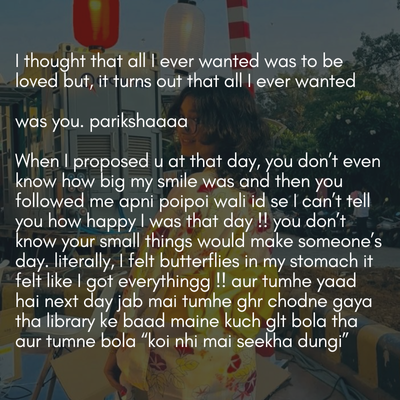 I thought that all I ever wanted was to be
loved but, it turns out that all I ever wanted
was you. parikshaaaa
When I proposed u at that day, you don't even
know how big my smile was and then you
followed me apni poipoi wali id se I can't tell
you how happy I was that day !! you don't
know your small things would make someone's
day. literally, I felt butterflies in my stomach it
felt like I got everythingg !! aur tumhe yaad
hai next day jab mai tumhe ghr chodne gaya
tha library ke baad maine kuch glt bola tha
aur tumne bola "koi nhi mai seekha dungi"